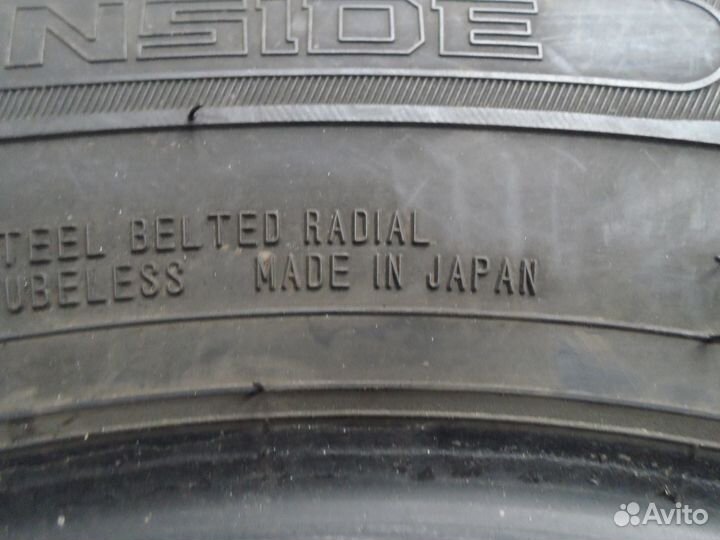 NSIDE
TEEL BELTED RADIAL
UBELESS MADE IN JAPAN
Avito